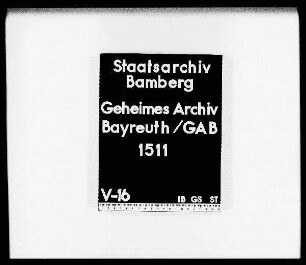 Staatsarchiv
Bamberg
Geheimes Archiv
Bayreuth/GAB
1511
V-16 IB GS ST